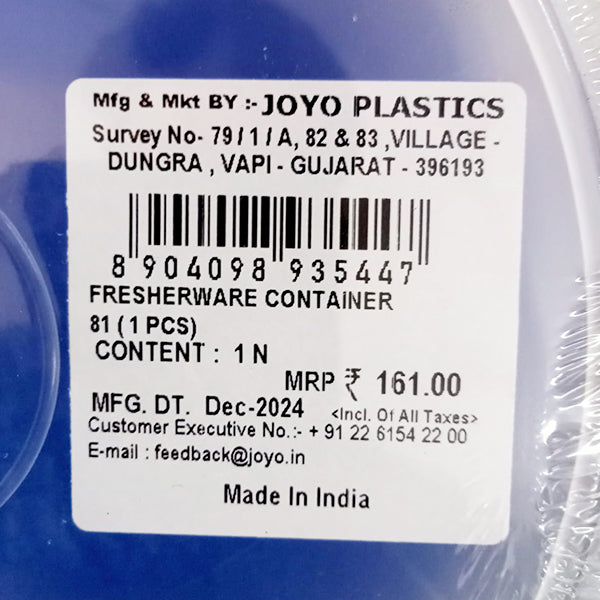 Mfg & Mkt BY :- JOYO PLASTICS
Survey No- 79 / 1 / A, 82 & 83 ,VILLAGE -
DUNGRA , VAPI - GUJARAT - 396193
8 904098 935447
FRESHERWARE CONTAINER
81 ( 1 PCS)
CONTENT : 1 N
MRP ₹ 161.00
MFG. DT. Dec-2024 <Incl. Of All Taxes>
Customer Executive No.:- + 91 22 6154 22 00
E-mail : feedback@joyo.in
Made In India